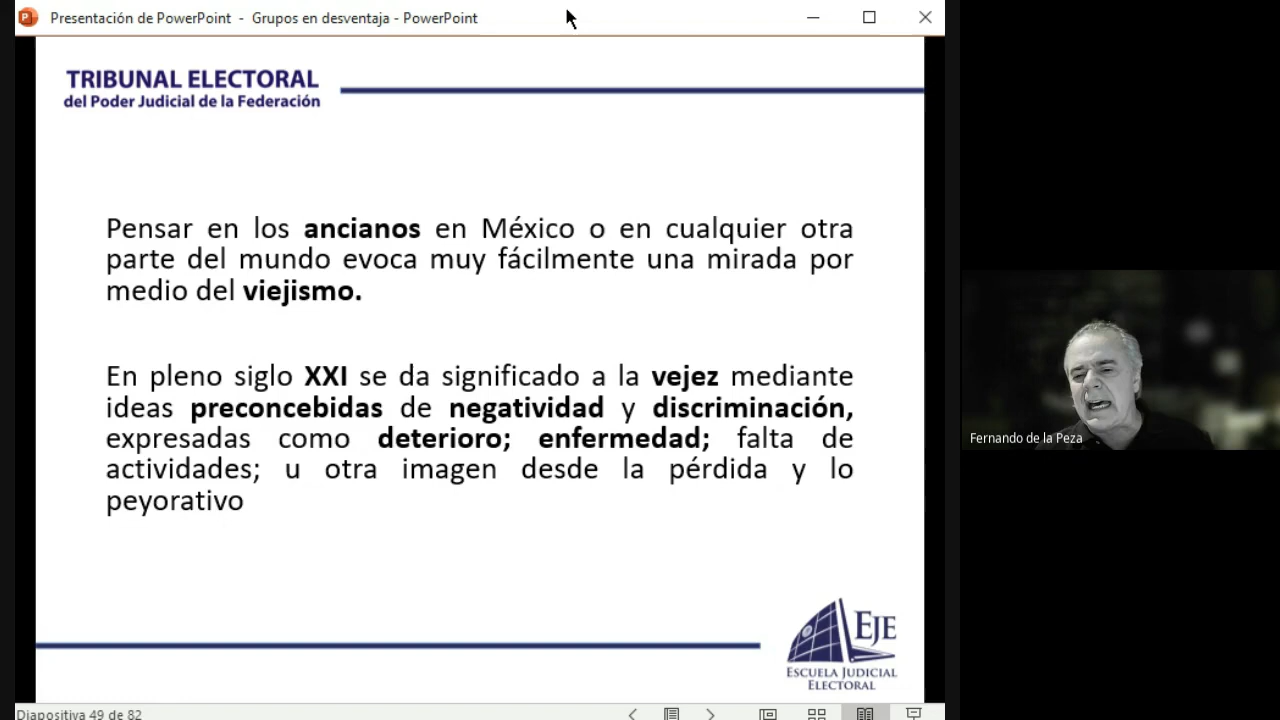 Presentación de PowerPoint - Grupos en desventaja - PowerPoint
TRIBUNAL ELECTORAL
del Poder Judicial de la Federación
Pensar en los ancianos en México o en cualquier otra
parte del mundo evoca muy fácilmente una mirada por
medio del viejismo.
En pleno siglo XXI se da significado a la vejez mediante
ideas preconcebidas de negatividad y discriminación,
expresadas como deterioro; enfermedad; falta de
actividades; u otra imagen desde la pérdida y lo
peyorativo
EJE
ESCUELA JUDICIAL
ELECTORAL
Diapositiva 49 de 82
Fernando de la Peza